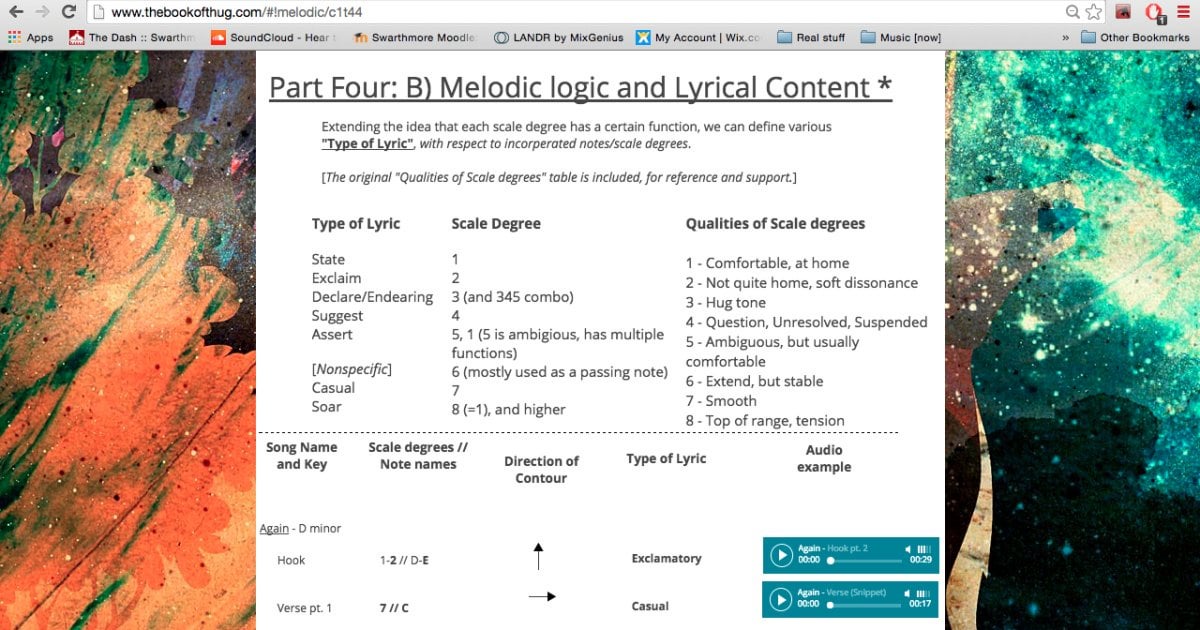 www.thebookofthug.com/#!melodic/c1t44
Apps The Dash :: Swarthm SoundCloud - Hear Swarthmore Moodle LANDR by MixGenius My Account | Wix.co Real stuff Music [now] » Other Bookmarks
Part Four: B) Melodic logic and Lyrical Content *
Extending the idea that each scale degree has a certain function, we can define various
"Type of Lyric", with respect to incorperated notes/scale degrees.
[The original "Qualities of Scale degrees" table is included, for reference and support.]
Type of Lyric Scale Degree Qualities of Scale degrees
State 1 1 - Comfortable, at home
Exclaim 2 2 - Not quite home, soft dissonance
Declare/Endearing 3 (and 345 combo) 3 - Hug tone
Suggest 4 4 - Question, Unresolved, Suspended
Assert 5, 1 (5 is ambigious, has multiple 5 - Ambiguous, but usually
functions) comfortable
[Nonspecific] 6 (mostly used as a passing note) 6 - Extend, but stable
Casual 7 7 - Smooth
Soar 8 (=1), and higher 8 - Top of range, tension
Song Name Scale degrees // Direction of Type of Lyric Audio
and Key Note names Contour example
Again - D minor
Hook 1-2 // D-E Exclamatory Again - Hook pt. 2
00:00 00:29
Verse pt. 1 7 // C Casual Again - Verse (Snippet)
00:00 00:17
1